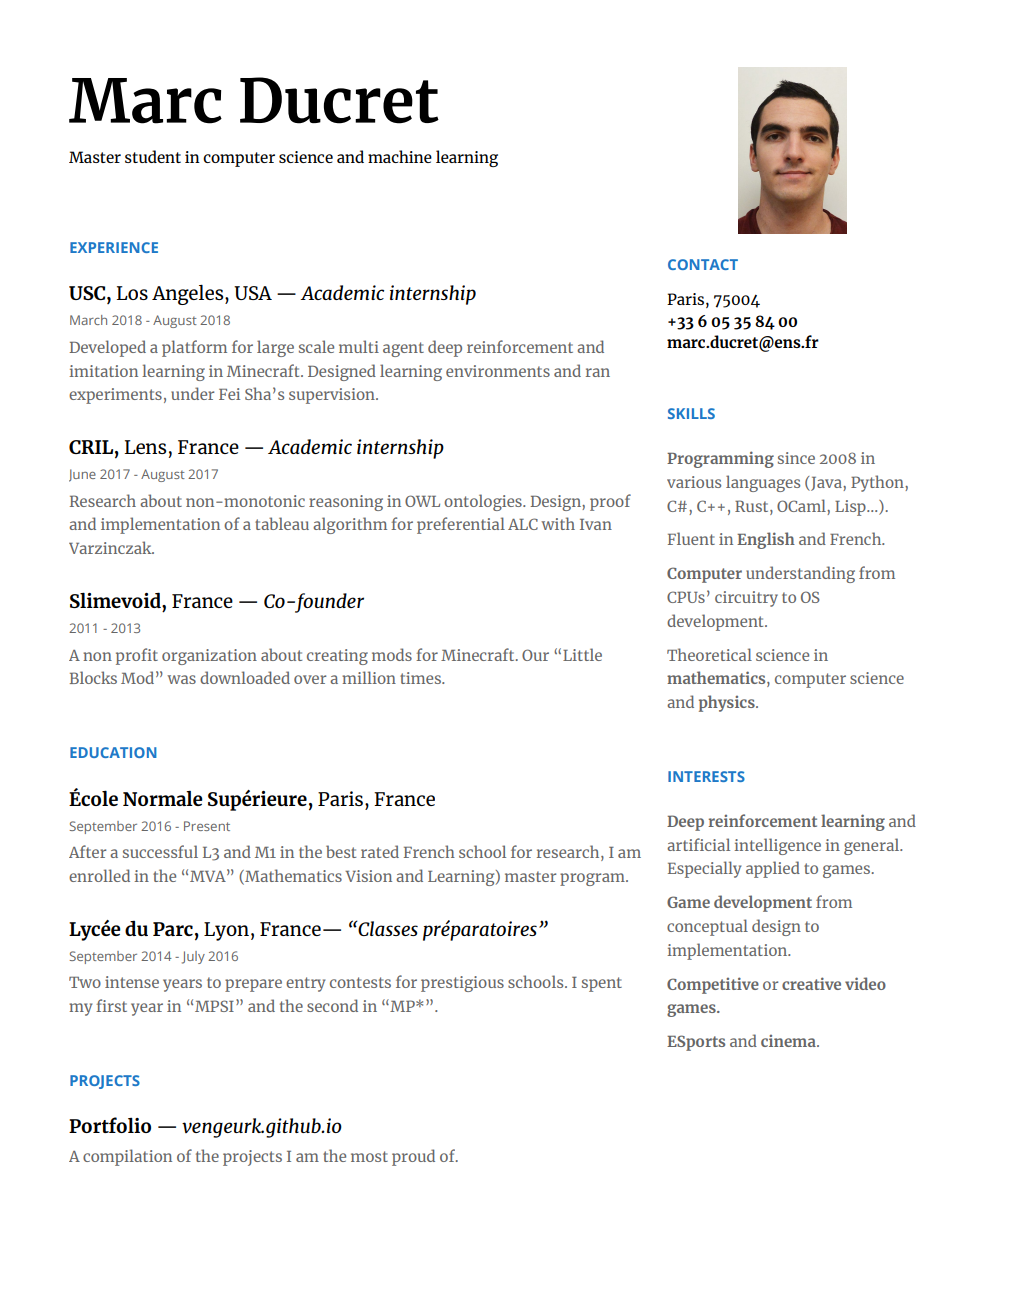 Marc Ducret
Master student in computer science and machine learning
EXPERIENCE
USC, Los Angeles, USA — Academic internship
March 2018 - August 2018
Developed a platform for large scale multi agent deep reinforcement and
imitation learning in Minecraft. Designed learning environments and ran
experiments, under Fei Sha’s supervision.
CRIL, Lens, France — Academic internship
June 2017 - August 2017
Research about non-monotonic reasoning in OWL ontologies. Design, proof
and implementation of a tableau algorithm for preferential ALC with Ivan
Varzinczak.
Slimevoid, France — Co-founder
2011 - 2013
A non profit organization about creating mods for Minecraft. Our “Little
Blocks Mod” was downloaded over a million times.
EDUCATION
École Normale Supérieure, Paris, France
September 2016 - Present
After a successful L3 and M1 in the best rated French school for research, I am
enrolled in the “MVA” (Mathematics Vision and Learning) master program.
Lycée du Parc, Lyon, France— “Classes préparatoires”
September 2014 - July 2016
Two intense years to prepare entry contests for prestigious schools. I spent
my first year in “MPSI” and the second in “MP*”.
PROJECTS
Portfolio — vengeurk.github.io
A compilation of the projects I am the most proud of.
CONTACT
Paris, 75004
+33 6 05 35 84 00
marc.ducret@ens.fr
SKILLS
Programming since 2008 in
various languages (Java, Python,
C#, C++, Rust, OCaml, Lisp...).
Fluent in English and French.
Computer understanding from
CPUs’ circuitry to OS
development.
Theoretical science in
mathematics, computer science
and physics.
INTERESTS
Deep reinforcement learning and
artificial intelligence in general.
Especially applied to games.
Game development from
conceptual design to
implementation.
Competitive or creative video
games.
ESports and cinema.